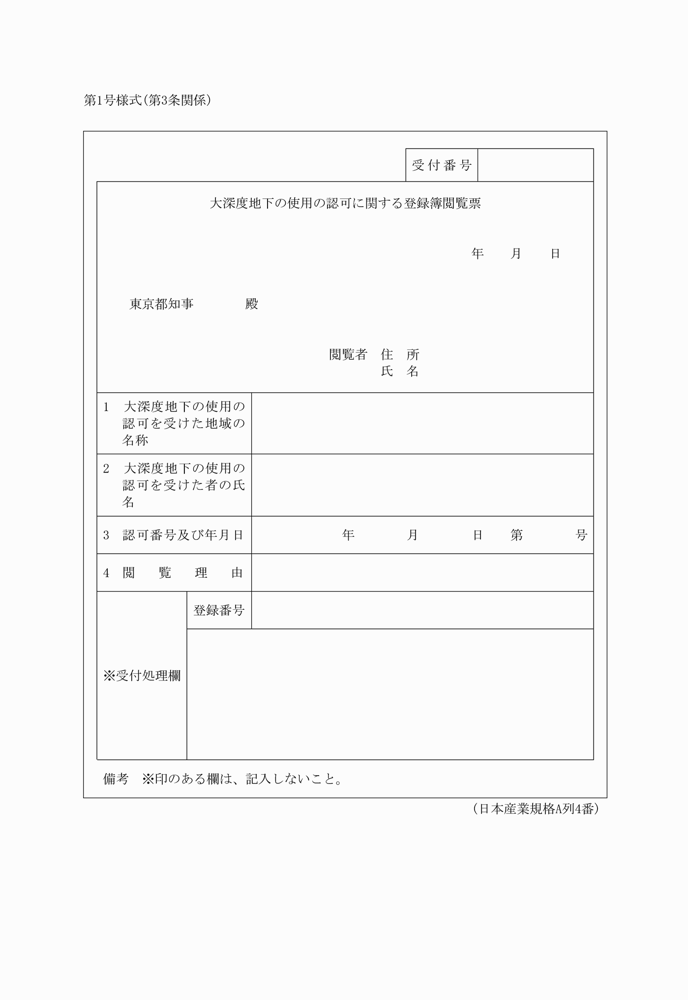 第1号様式(第3条関係)
受付番号
大深度地下の使用の認可に関する登録簿閲覧票
年　月　日
東京都知事　　　　殿
閲覧者　住　所
氏　名
1　大深度地下の使用の
認可を受けた地域の
名称
2　大深度地下の使用の
認可を受けた者の氏
名
3　認可番号及び年月日　年　月　日　第　号
4　閲覧理由
登録番号
※受付処理欄
備考　※印のある欄は、記入しないこと。
(日本産業規格A列4番)